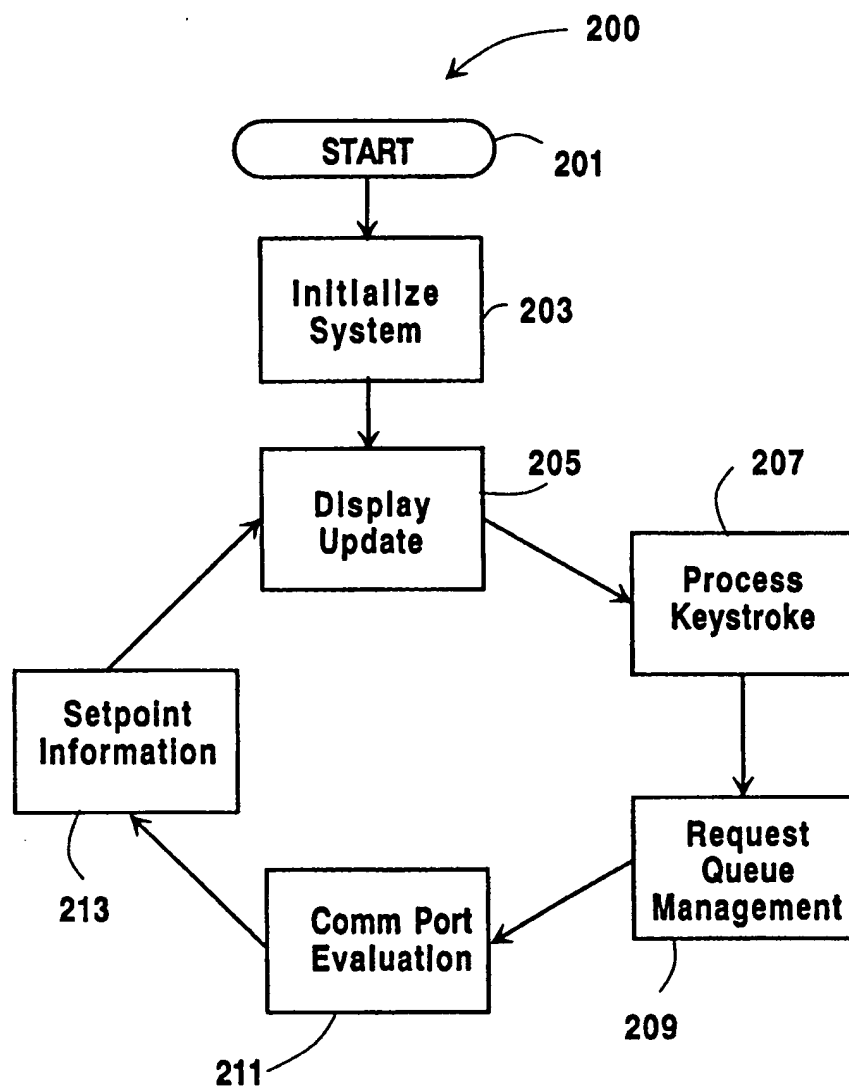 200
START
201
Initialize
System
203
Display
Update
205
207
Process
Keystroke
Setpoint
Information
213
Request
Queue
Management
209
Comm Port
Evaluation
211